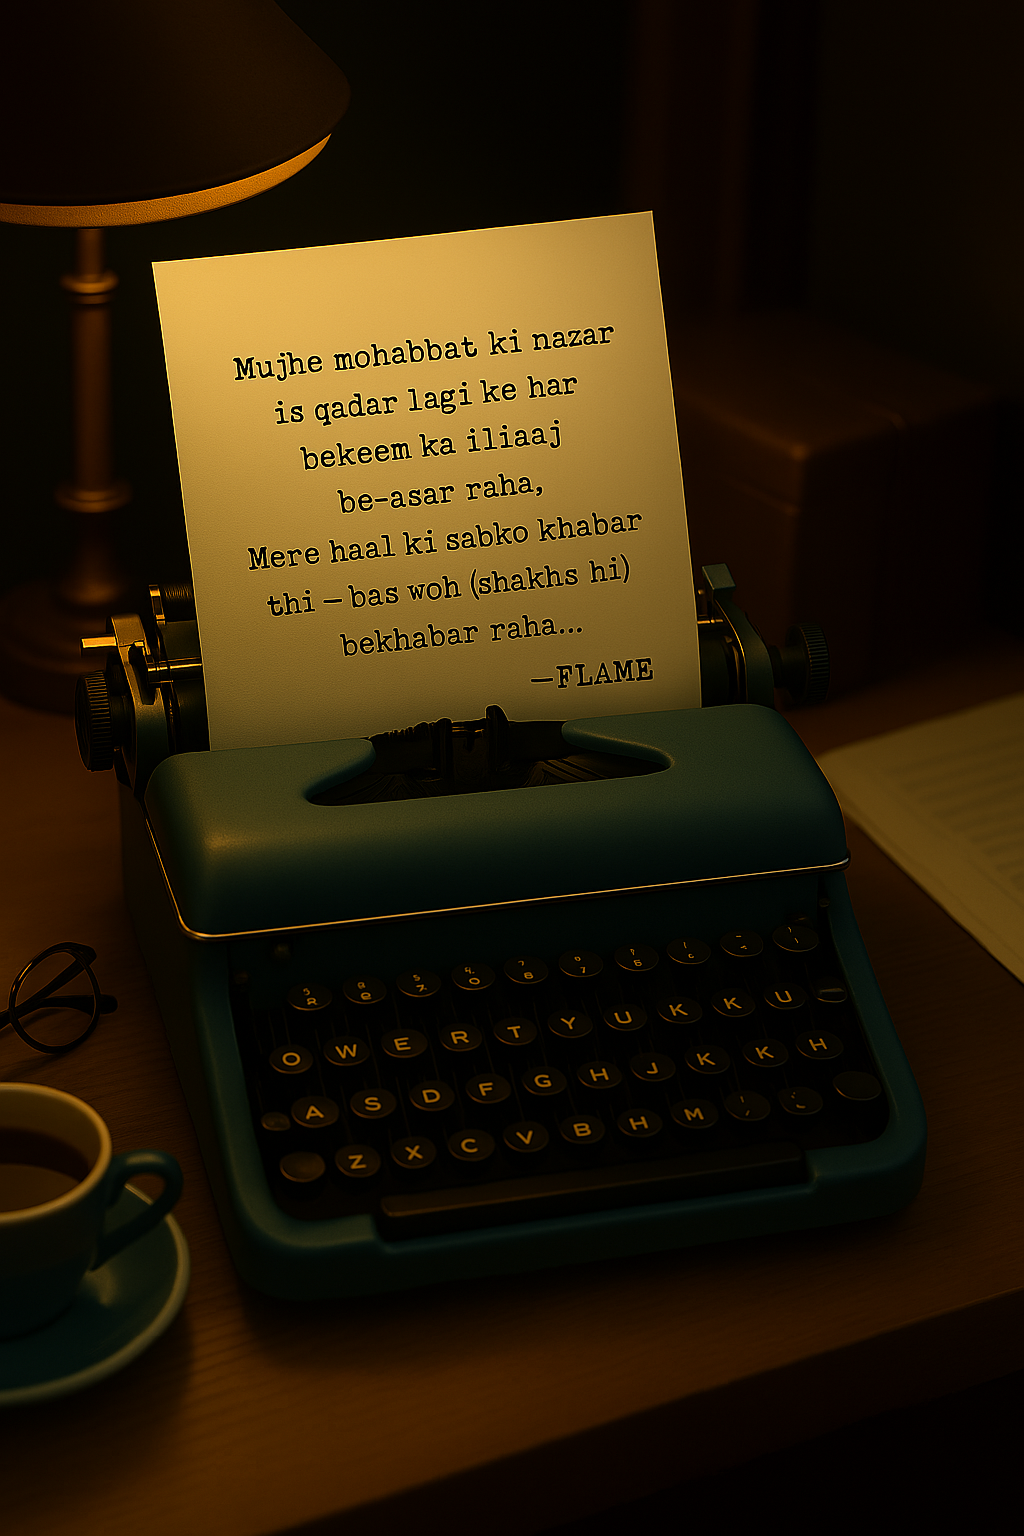 Mujhe mohabbat ki nazar
is qadar lagi ke har
bekeem ka iliaaj
be-asar raha,
Mere haal ki sabko khabar
thi — bas woh (shakhs hi)
bekhabar raha...
—FLAME
O W E R T Y U K K U
A S D F G H J K K H
Z X C V B H M